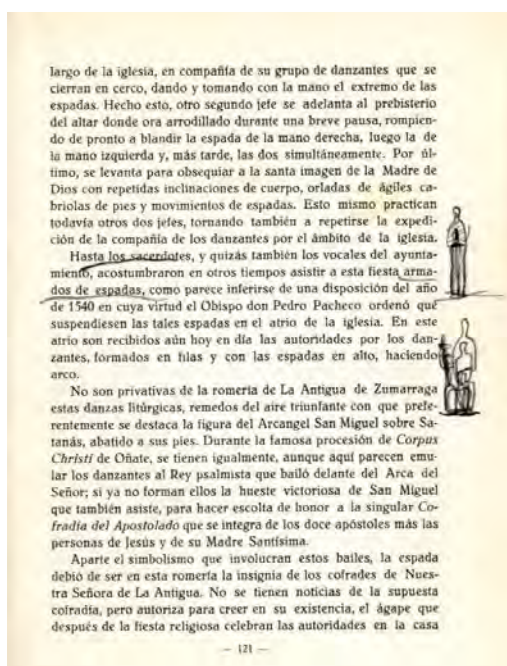 largo de la iglesia, en compañía de su grupo de danzantes que se
cierran en cerco, dando y tomando con la mano el extremo de las
espadas. Hecho esto, otro segundo jefe se adelanta al prebisterio
del altar donde ora arrodillado durante una breve pausa, rompien-
do de pronto a blandir la espada de la mano derecha, luego la de
la mano izquierda y, más tarde, las dos simultáneamente. Por úl-
timo, se levanta para obsequiar a la santa imagen de la Madre de
Dios con repetidas inclinaciones de cuerpo, orladas de ágiles ca-
briolas de pies y movimientos de espadas. Esto mismo practican
todavía otros dos jefes, tornando también a repetirse la expedi-
ción de la compañía de los danzantes por el ámbito de la iglesia.
Hasta los sacerdotes, y quizás también los vocales del ayunta-
miento, acostumbraron en otros tiempos asistir a esta fiesta arma-
dos de espadas, como parece inferirse de una disposición del año
de 1540 en cuya virtud el Obispo don Pedro Pacheco ordenó que
suspendiesen las tales espadas en el atrio de la iglesia. En este
atrio son recibidos aún hoy en día las autoridades por los dan-
zantes, formados en filas y con las espadas en alto, haciendo
arco.
No son privativas de la romería de La Antigua de Zumarraga
estas danzas litúrgicas, remedos del aire triunfante con que prefe-
rentemente se destaca la figura del Arcangel San Miguel sobre Sa-
tanás, abatido a sus pies. Durante la famosa procesión de Corpus
Christi de Oñate, se tienen igualmente, aunque aquí parecen emu-
lar los danzantes al Rey psalmista que bailó delante del Arca del
Señor; si ya no forman ellos la hueste victoriosa de San Miguel
que también asiste, para hacer escolta de honor a la singular Co-
fradía del Apostolado que se integra de los doce apóstoles más las
personas de Jesús y de su Madre Santísima.
Aparte el simbolismo que involucran estos bailes, la espada
debió de ser en esta romería la insignia de los cofrades de Nues-
tra Señora de La Antigua. No se tienen noticias de la supuesta
cofradía, pero autoriza para creer en su existencia, el ágape que
después de la fiesta religiosa celebran las autoridades en la casa
— 121 —